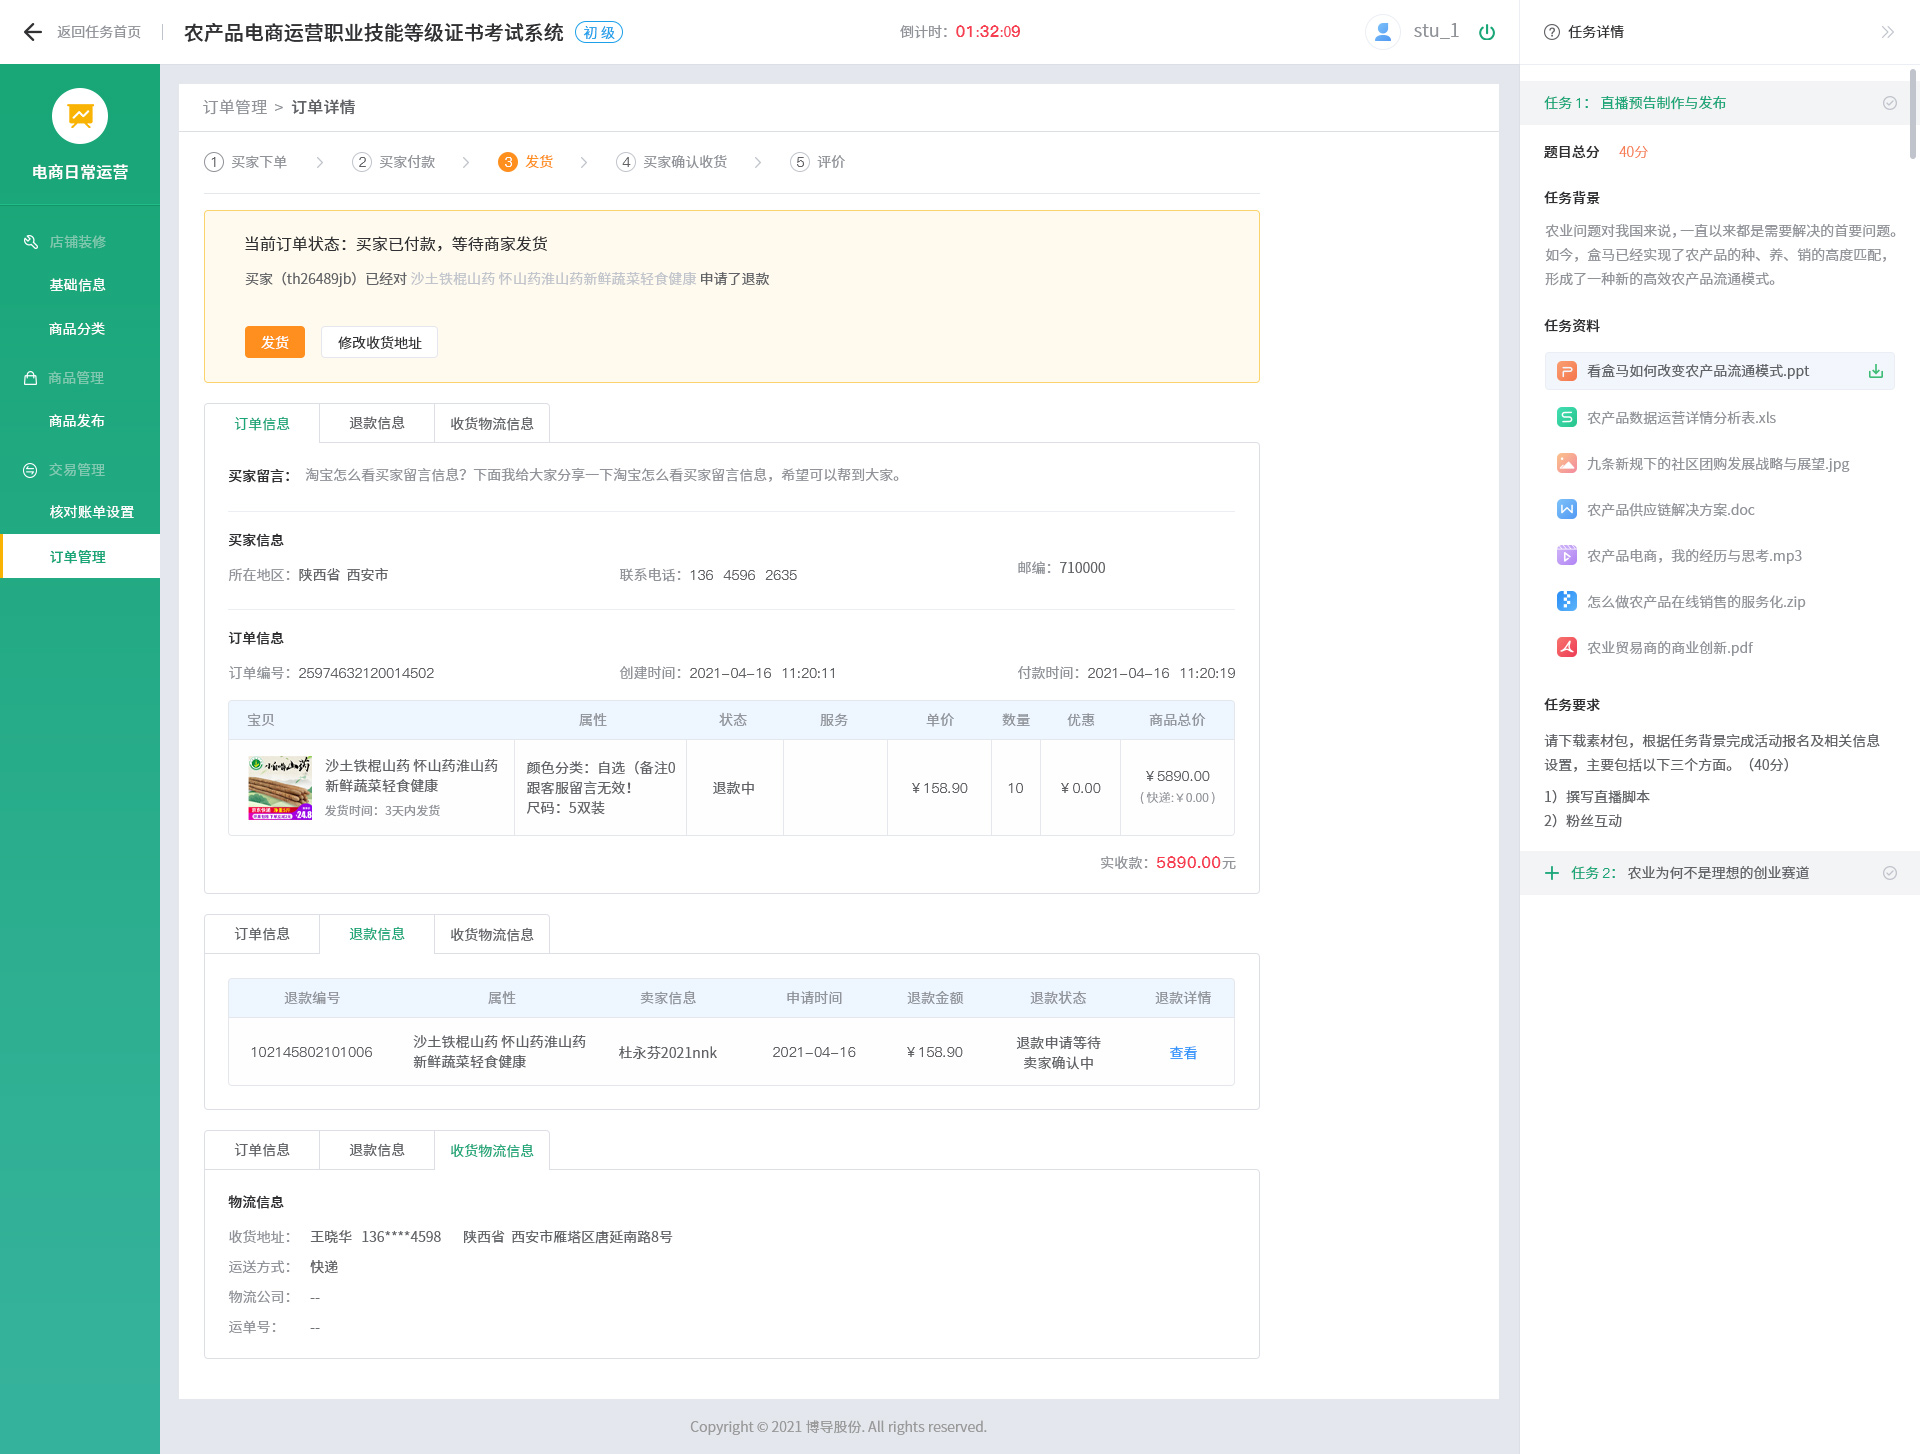 返回任务首页
农产品电商运营职业技能等级证书考试系统 初级
倒计时：01:32:09
stu_1
电商日常运营
店铺装修
基础信息
商品分类
商品管理
商品发布
交易管理
核对账单设置
订单管理
订单管理 > 订单详情
1 买家下单 2 买家付款 3 发货 4 买家确认收货 5 评价
当前订单状态：买家已付款，等待商家发货
买家（th26489jb）已经对 沙土铁棍山药 怀山药淮山药新鲜蔬菜轻食健康 申请了退款
发货 修改收货地址
订单信息 退款信息 收货物流信息
买家留言： 淘宝怎么看买家留言信息？下面我给大家分享一下淘宝怎么看买家留言信息，希望可以帮到大家。
买家信息
所在地区：陕西省 西安市 联系电话：136 4596 2635 邮编：710000
订单信息
订单编号：25974632120014502 创建时间：2021-04-16 11:20:11 付款时间：2021-04-16 11:20:19
宝贝 属性 状态 服务 单价 数量 优惠 商品总价
沙土铁棍山药 怀山药淮山药
新鲜蔬菜轻食健康
发货时间：3天内发货
颜色分类：自选（备注0
跟客服留言无效！
尺码：5双装
退款中
¥158.90
10
¥0.00
¥5890.00
(快递:¥0.00)
24.8
实收款：5890.00元
订单信息 退款信息 收货物流信息
退款编号 属性 卖家信息 申请时间 退款金额 退款状态 退款详情
102145802101006
沙土铁棍山药 怀山药淮山药
新鲜蔬菜轻食健康
杜永芬2021nnk
2021-04-16
¥158.90
退款申请等待
卖家确认中
查看
订单信息 退款信息 收货物流信息
物流信息
收货地址： 王晓华 136****4598 陕西省 西安市雁塔区唐延南路8号
运送方式： 快递
物流公司： --
运单号： --
Copyright © 2021 博导股份. All rights reserved.
任务详情
任务 1： 直播预告制作与发布
题目总分 40分
任务背景
农业问题对我国来说，一直以来都是需要解决的首要问题。
如今，盒马已经实现了农产品的种、养、销的高度匹配，
形成了一种新的高效农产品流通模式。
任务资料
看盒马如何改变农产品流通模式.ppt
农产品数据运营详情分析表.xls
九条新规下的社区团购发展战略与展望.jpg
农产品供应链解决方案.doc
农产品电商，我的经历与思考.mp3
怎么做农产品在线销售的服务化.zip
农业贸易商的商业创新.pdf
任务要求
请下载素材包，根据任务背景完成活动报名及相关信息
设置，主要包括以下三个方面。（40分）
1）撰写直播脚本
2）粉丝互动
任务 2： 农业为何不是理想的创业赛道